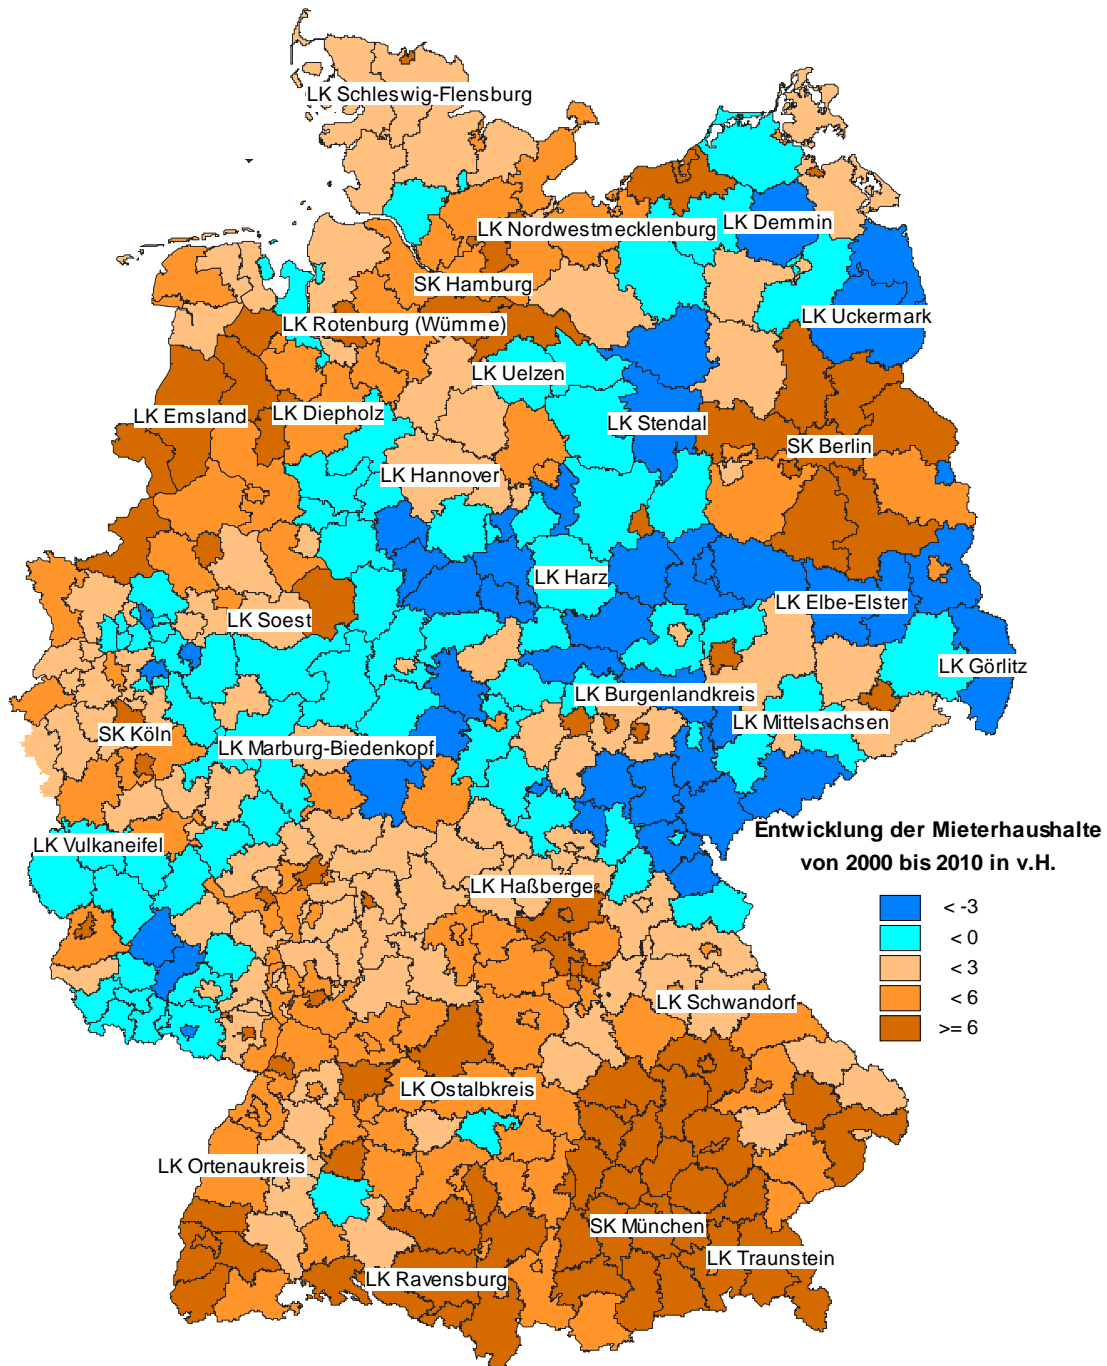 LK Schleswig-Flensburg
LK Nordwestmecklenburg
LK Demmin
SK Hamburg
LK Uckermark
LK Rotenburg (Wümme)
LK Uelzen
LK Emsland
LK Diepholz
LK Stendal
SK Berlin
LK Hannover
LK Harz
LK Elbe-Elster
LK Soest
LK Görlitz
LK Burgenlandkreis
LK Mittelsachsen
SK Köln
LK Marburg-Biedenkopf
LK Vulkaneifel
Entwicklung der Mieterhaushalte
von 2000 bis 2010 in v.H.
< -3
< 0
< 3
< 6
>= 6
LK Haßberge
LK Schwandorf
LK Ostalbkreis
LK Ortenaukreis
SK München
LK Traunstein
LK Ravensburg